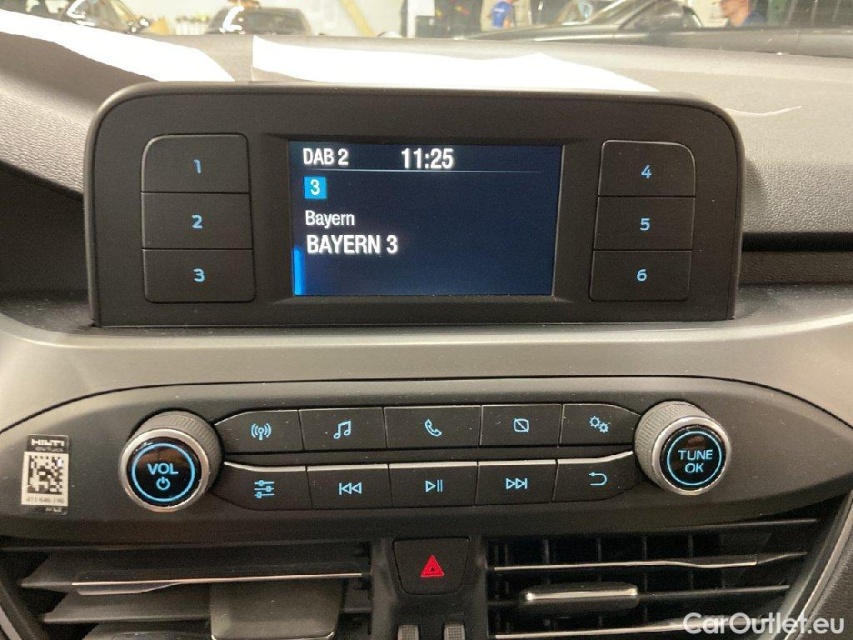 DAB 2 11:25
3
Bayern
BAYERN 3
1
2
3
4
5
6
VOL
TUNE
OK
HILTI
CarOutlet.eu